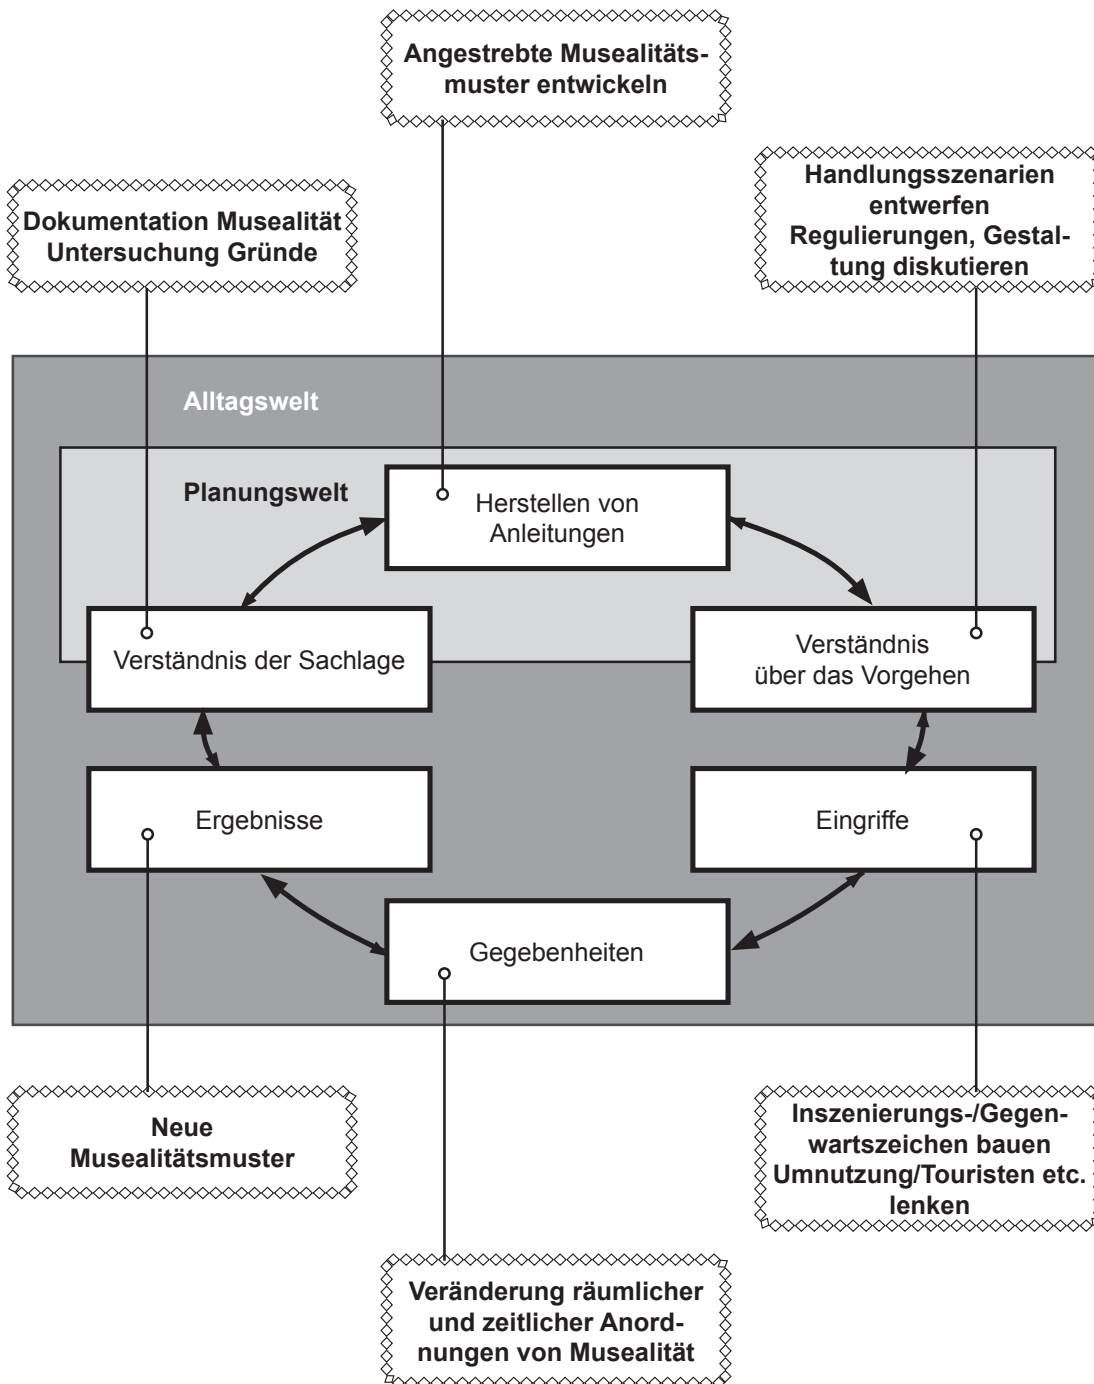 Angestrebte Musealitäts-
muster entwickeln
Handlungsszenarien
entwerfen
Regulierungen, Gestal-
tung diskutieren
Dokumentation Musealität
Untersuchung Gründe
Alltagswelt
Planungswelt
Herstellen von
Anleitungen
Verständnis der Sachlage
Verständnis
über das Vorgehen
Ergebnisse
Eingriffe
Gegebenheiten
Neue
Musealitätsmuster
Inszenierungs-/Gegen-
wartszeichen bauen
Umnutzung/Touristen etc.
lenken
Veränderung räumlicher
und zeitlicher Anord-
nungen von Musealität